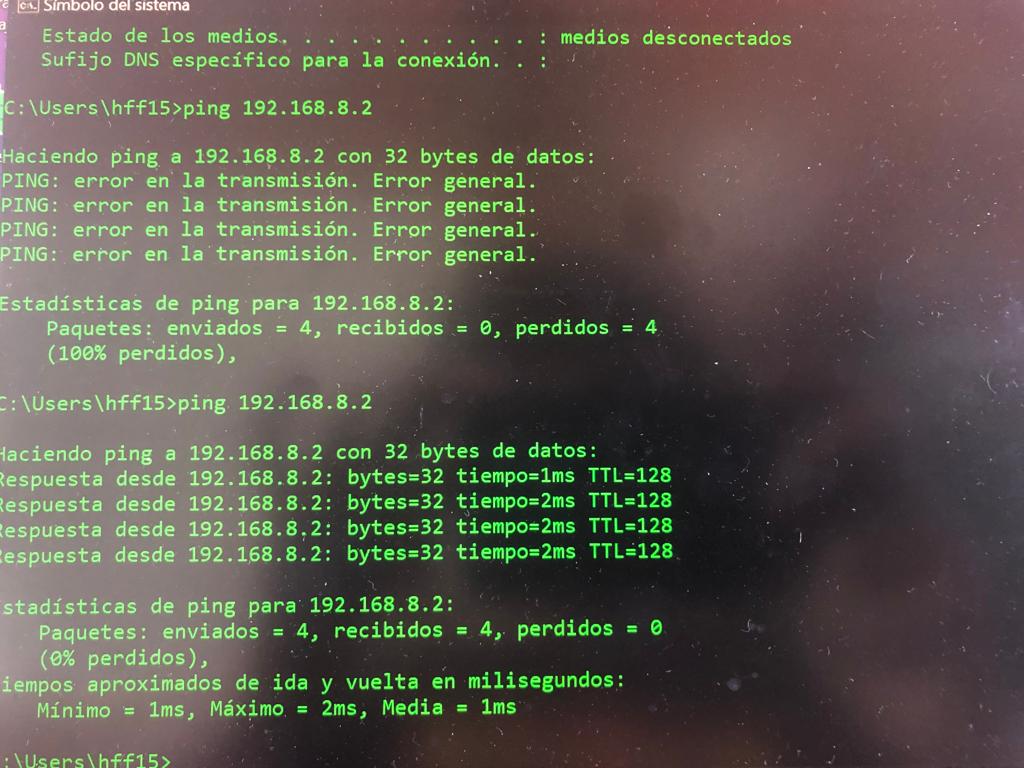 Símbolo del sistema
Estado de los medios. . . . . . . . . . . : medios desconectados
Sufijo DNS específico para la conexión. . :
C:\Users\hff15>ping 192.168.8.2
Haciendo ping a 192.168.8.2 con 32 bytes de datos:
PING: error en la transmisión. Error general.
PING: error en la transmisión. Error general.
PING: error en la transmisión. Error general.
PING: error en la transmisión. Error general.
Estadísticas de ping para 192.168.8.2:
Paquetes: enviados = 4, recibidos = 0, perdidos = 4
(100% perdidos),
C:\Users\hff15>ping 192.168.8.2
Haciendo ping a 192.168.8.2 con 32 bytes de datos:
Respuesta desde 192.168.8.2: bytes=32 tiempo=1ms TTL=128
Respuesta desde 192.168.8.2: bytes=32 tiempo=2ms TTL=128
Respuesta desde 192.168.8.2: bytes=32 tiempo=2ms TTL=128
Respuesta desde 192.168.8.2: bytes=32 tiempo=2ms TTL=128
stadísticas de ping para 192.168.8.2:
Paquetes: enviados = 4, recibidos = 4, perdidos = 0
(0% perdidos),
iempos aproximados de ida y vuelta en milisegundos:
Mínimo = 1ms, Máximo = 2ms, Media = 1ms
:\Users\hff15>